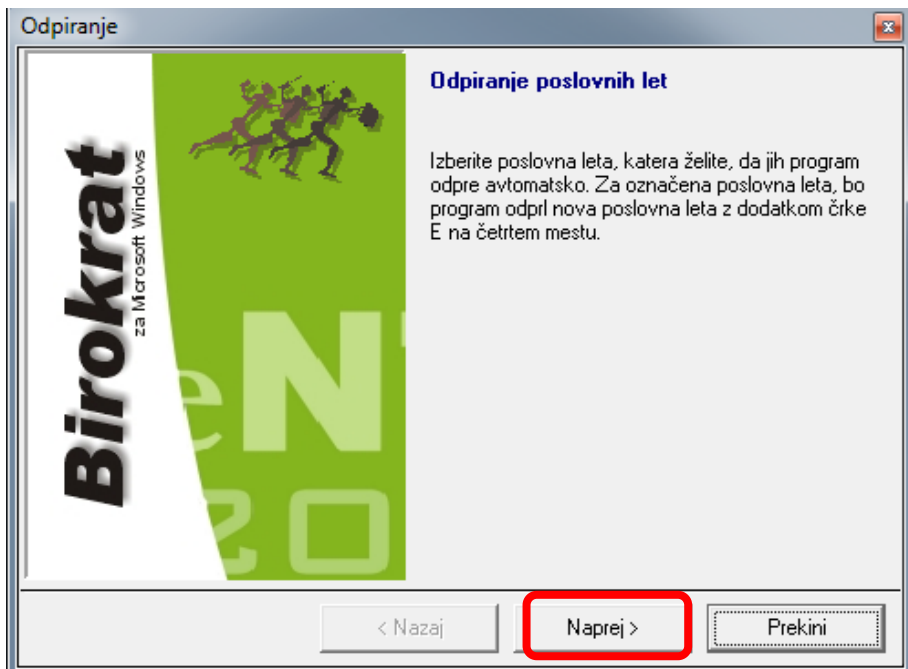 Odpiranje
Birokrat
za Microsoft Windows
eN
20
Odpiranje poslovnih let
Izberite poslovna leta, katera želite, da jih program
odpre avtomatsko. Za označena poslovna leta, bo
program odprl nova poslovna leta z dodatkom črke
E na četrtem mestu.
< Nazaj
Naprej >
Prekini